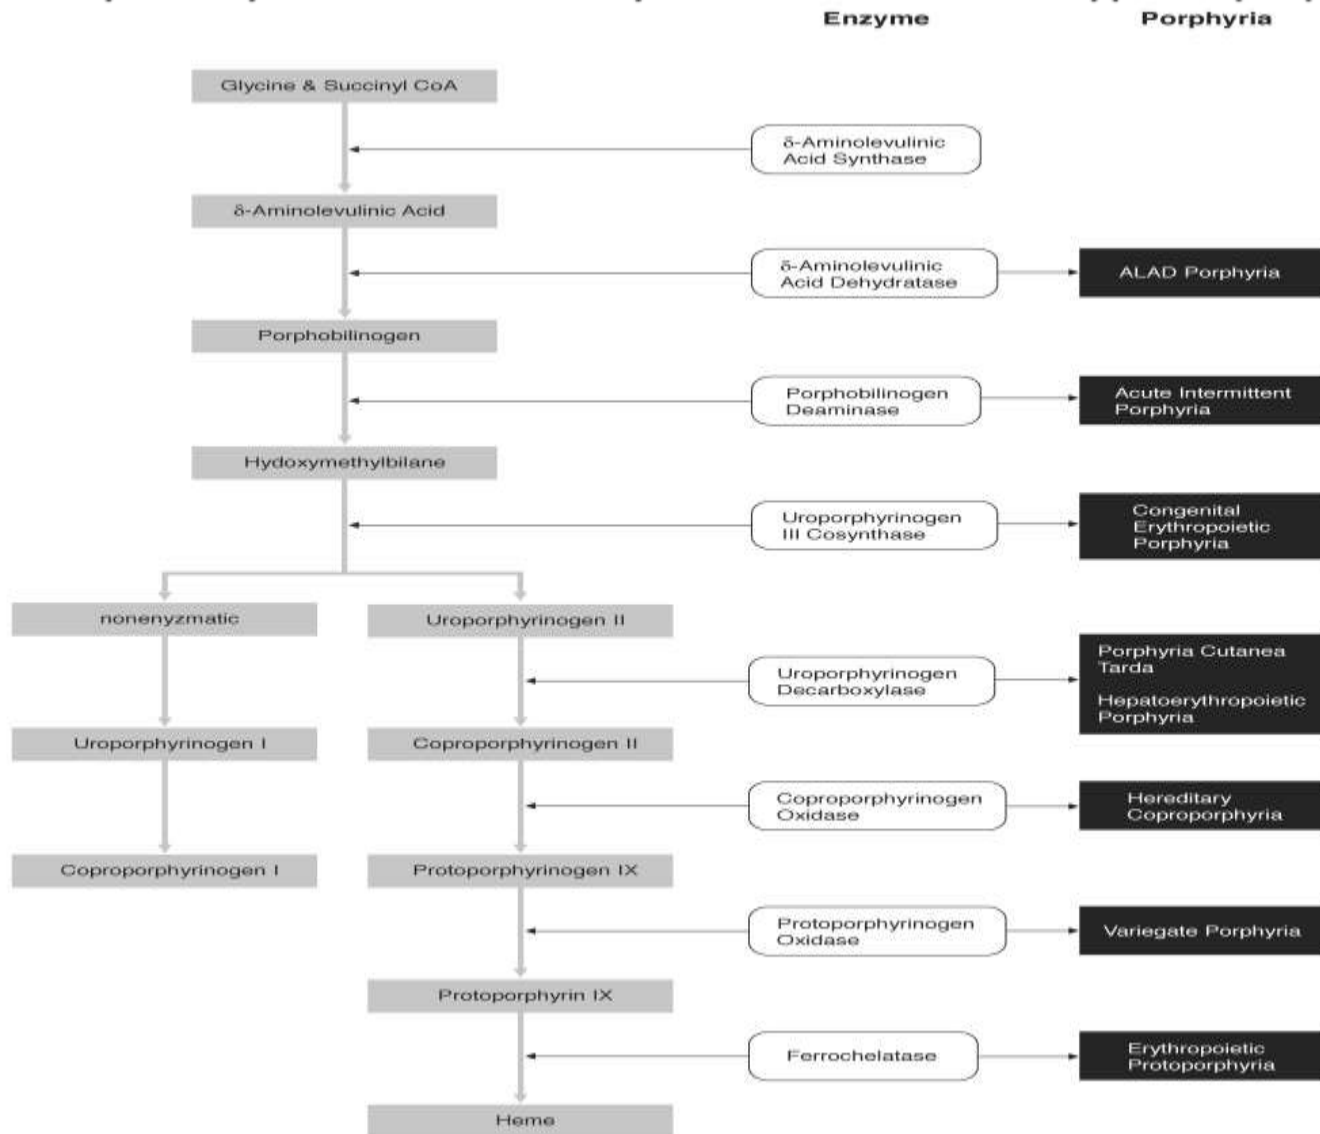 Enzyme
Porphyria
Glycine & Succinyl CoA
δ-Aminolevulinic
Acid Synthase
δ-Aminolevulinic Acid
δ-Aminolevulinic
Acid Dehydratase
ALAD Porphyria
Porphobilinogen
Porphobilinogen
Deaminase
Acute Intermittent
Porphyria
Hydoxymethylbilane
Uroporphyrinogen
III Cosynthase
Congenital
Erythropoietic
Porphyria
nonenyzmatic
Uroporphyrinogen II
Uroporphyrinogen
Decarboxylase
Porphyria Cutanea
Tarda
Hepatoerythropoietic
Porphyria
Uroporphyrinogen I
Coproporphyrinogen II
Coproporphyrinogen
Oxidase
Hereditary
Coproporphyria
Coproporphyrinogen I
Protoporphyrinogen IX
Protoporphyrinogen
Oxidase
Variegate Porphyria
Protoporphyrin IX
Ferrochelatase
Erythropoietic
Protoporphyria
Heme